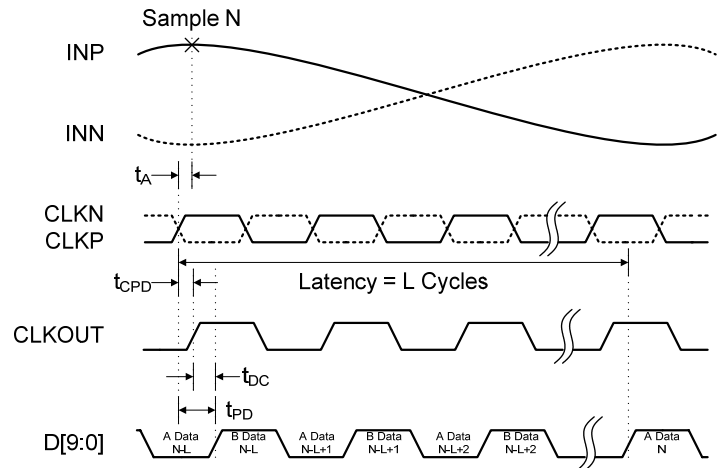 Sample N
INP
INN
tA
CLKN
CLKP
Latency = L Cycles
tCPD
CLKOUT
tDC
tPD
D[9:0]
A Data
N-L
B Data
N-L
A Data
N-L+1
B Data
N-L+1
A Data
N-L+2
B Data
N-L+2
A Data
N